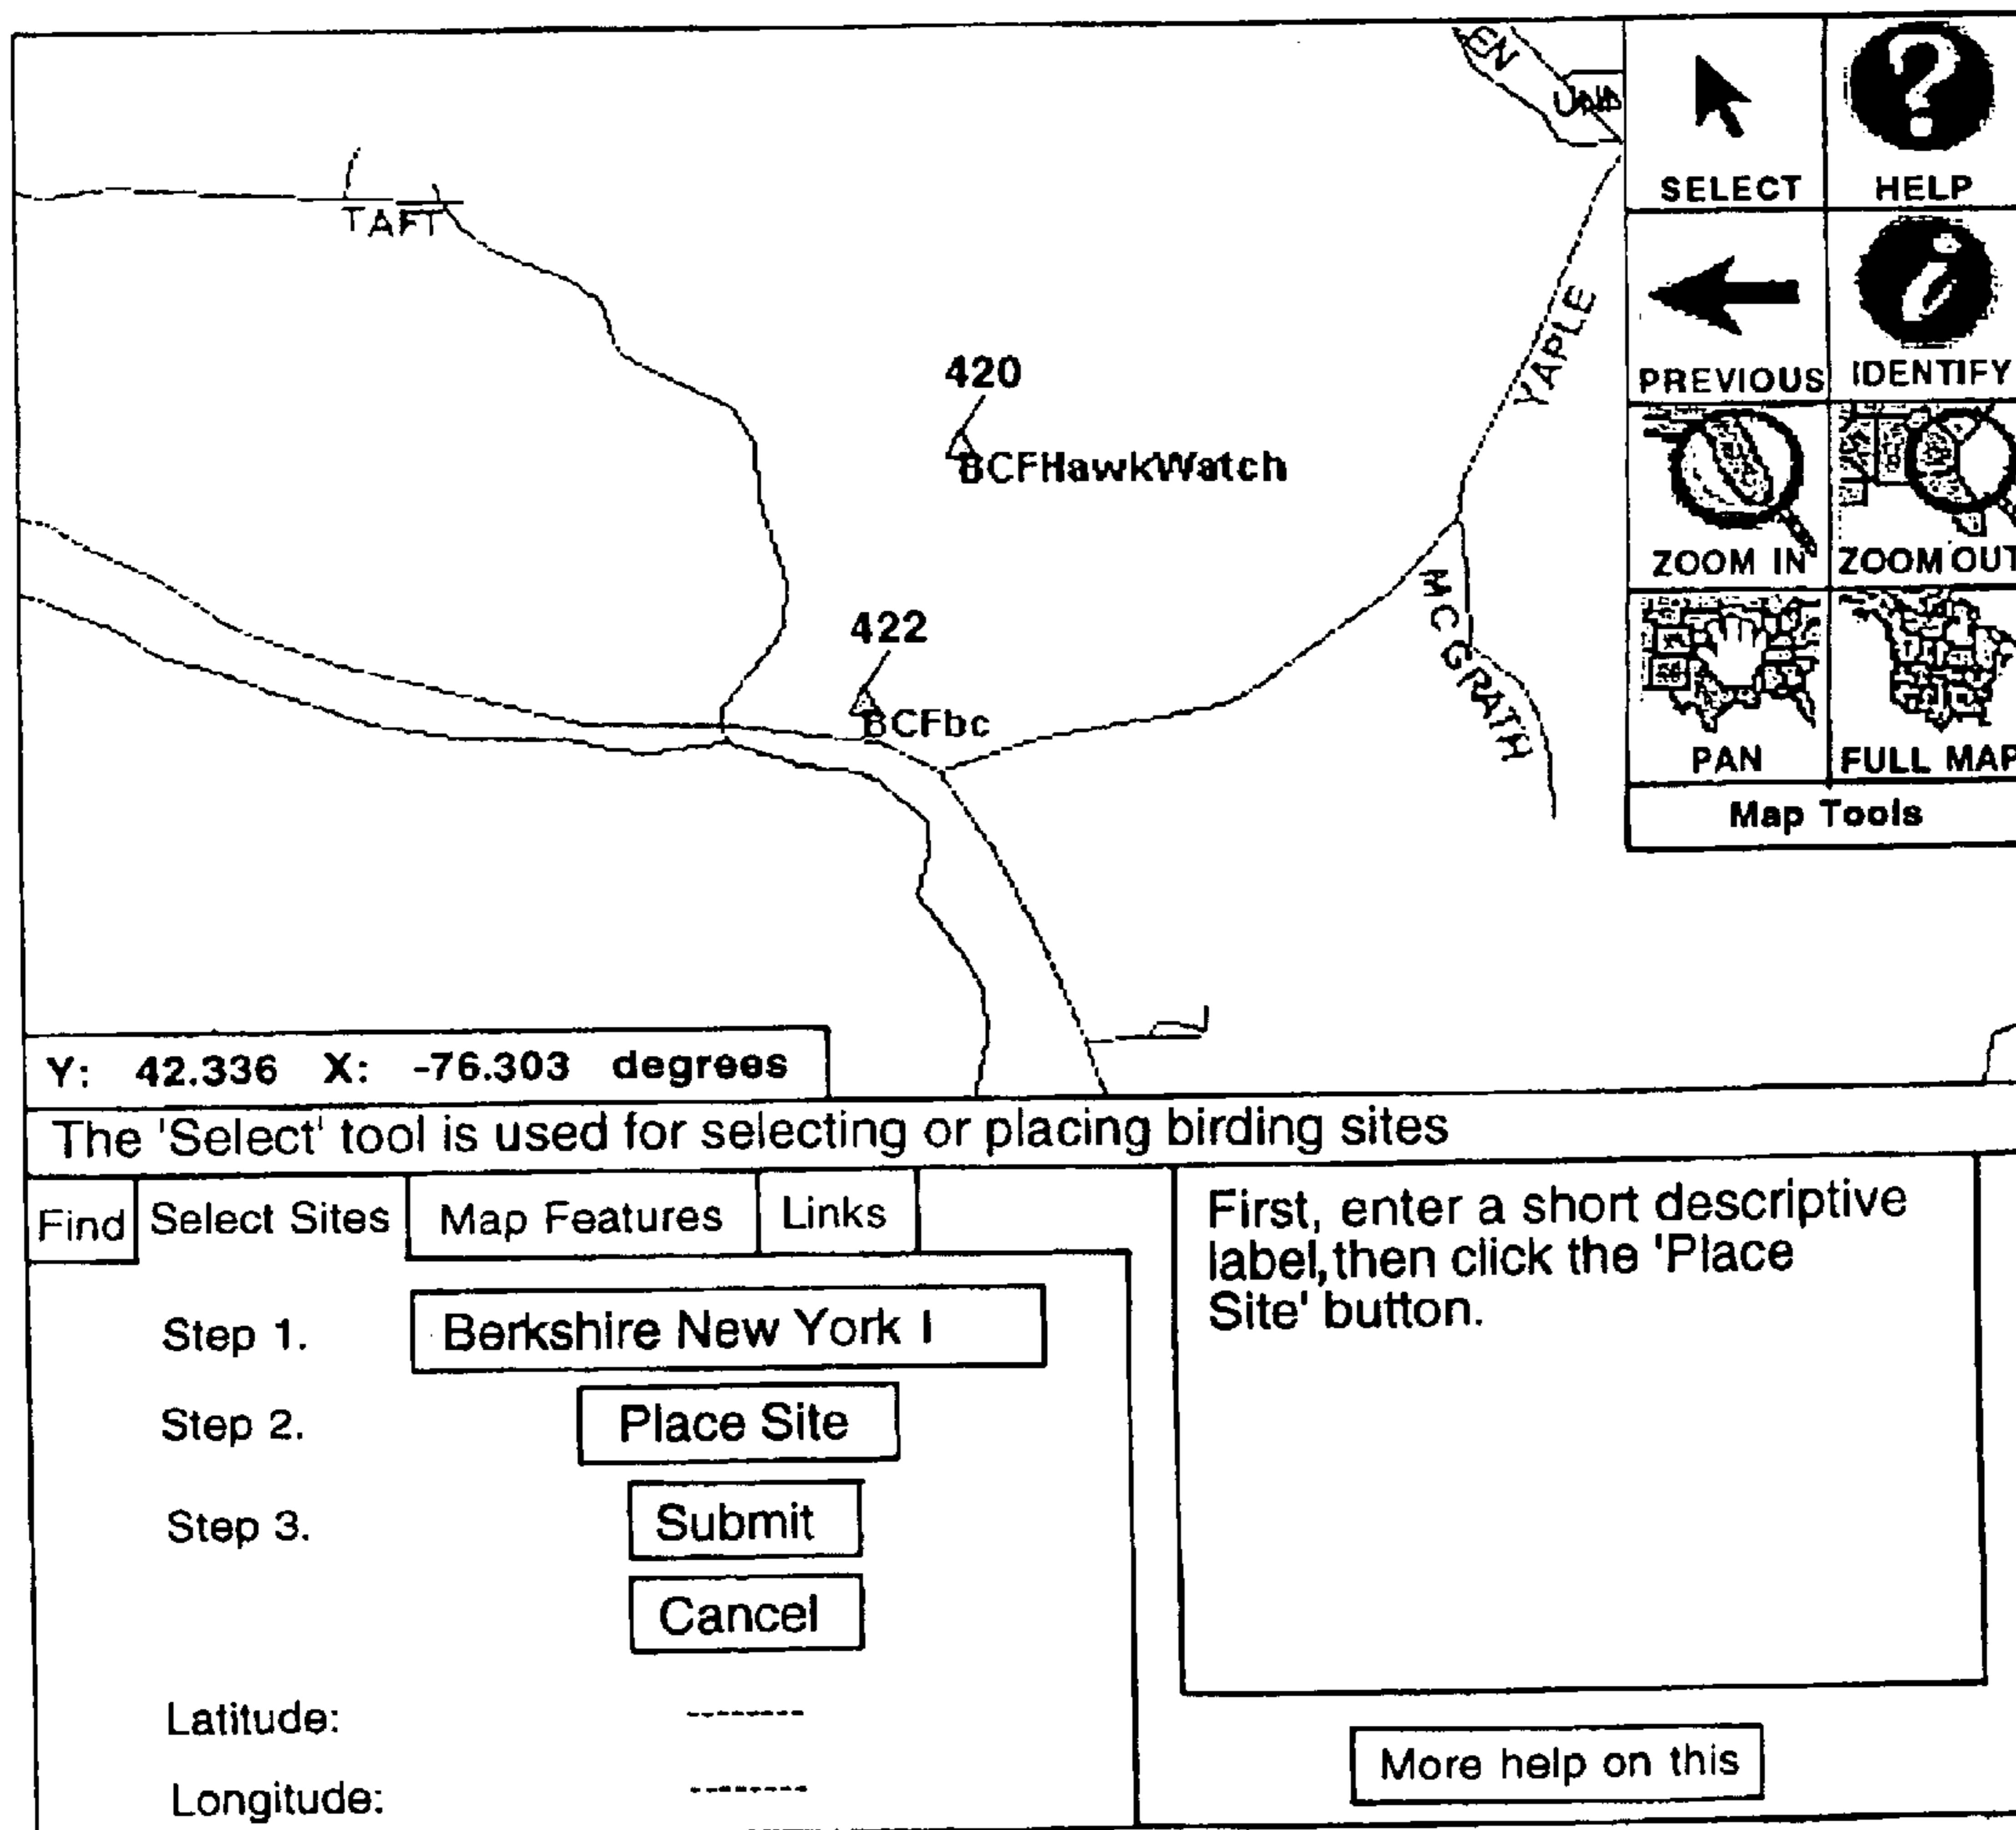 EN
SELECT
HELP
TAFT
PREVIOUS
IDENTIFY
YAPLE
420
BCFHawkWatch
ZOOM IN
ZOOM OUT
MCGRATH
422
BCFbc
PAN
FULL MAP
Map Tools
Y: 42.336 X: -76.303 degrees
The 'Select' tool is used for selecting or placing birding sites
Find
Select Sites
Map Features
Links
Step 1.
Berkshire New York I
Step 2.
Place Site
Step 3.
Submit
Cancel
Latitude: -------
Longitude: -------
First, enter a short descriptive
label,then click the 'Place
Site' button.
More help on this